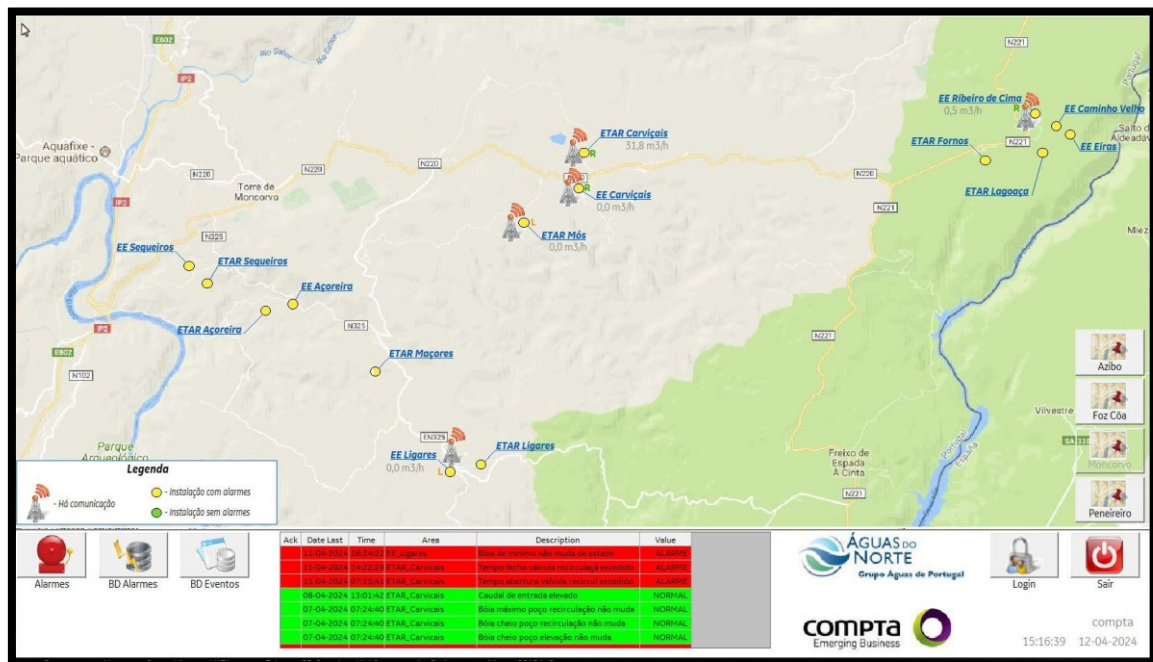 E802
Rio Sabor
IP2
N221
EE Ribeiro de Cima
0,5 m3/h
R
EE Caminho Velho
Salto d
Aldeadáv
ETAR Carviçais
31,8 m3/h
R
Aquafixe -
Parque aquático
ETAR Fornos
N221
EE Eiras
N220
N220
N220
N220
Torre de
Moncorvo
ETAR Lagoaça
R
EE Carviçais
0,0 m3/h
IP2
N221
L
ETAR Mós
0,0 m3/h
Miez
N325
EE Sequeiros
ETAR Sequeiros
EE Açoreira
ETAR Açoreira
IP2
N325
N221
E802
ETAR Maçores
N102
Azibo
Vilvestre
Foz Côa
EN325
EE Ligares
0,0 m3/h
L
ETAR Ligares
Portugal
España
Moncorvo
Parque
Arqueológico
Freixo de
Espada
À Cinta
N221
Peneireiro
Legenda
- Há comunicação
- Instalação com alarmes
- Instalação sem alarmes
Alarmes
BD Alarmes
BD Eventos
Ack Date Last Time Area Description Value
11-04-2024 16:34:22 EE_Ligares Bóia de mínimo não muda de estado ALARME
11-04-2024 14:22:29 ETAR_Carvicais Tempo fecho válvula recirculaçã excedido ALARME
11-04-2024 07:15:41 ETAR_Carvicais Tempo abertura válvula recircul excedido ALARME
08-04-2024 13:01:42 ETAR_Carvicais Caudal de entrada elevado NORMAL
07-04-2024 07:24:40 ETAR_Carvicais Bóia máximo poço recirculação não muda NORMAL
07-04-2024 07:24:40 ETAR_Carvicais Bóia cheio poço recirculação não muda NORMAL
07-04-2024 07:24:40 ETAR_Carvicais Bóia cheio poço elevação não muda NORMAL
ÁGUAS DO
NORTE
Grupo Águas de Portugal
compta
Emerging Business
Login
Sair
compta
15:16:39 12-04-2024